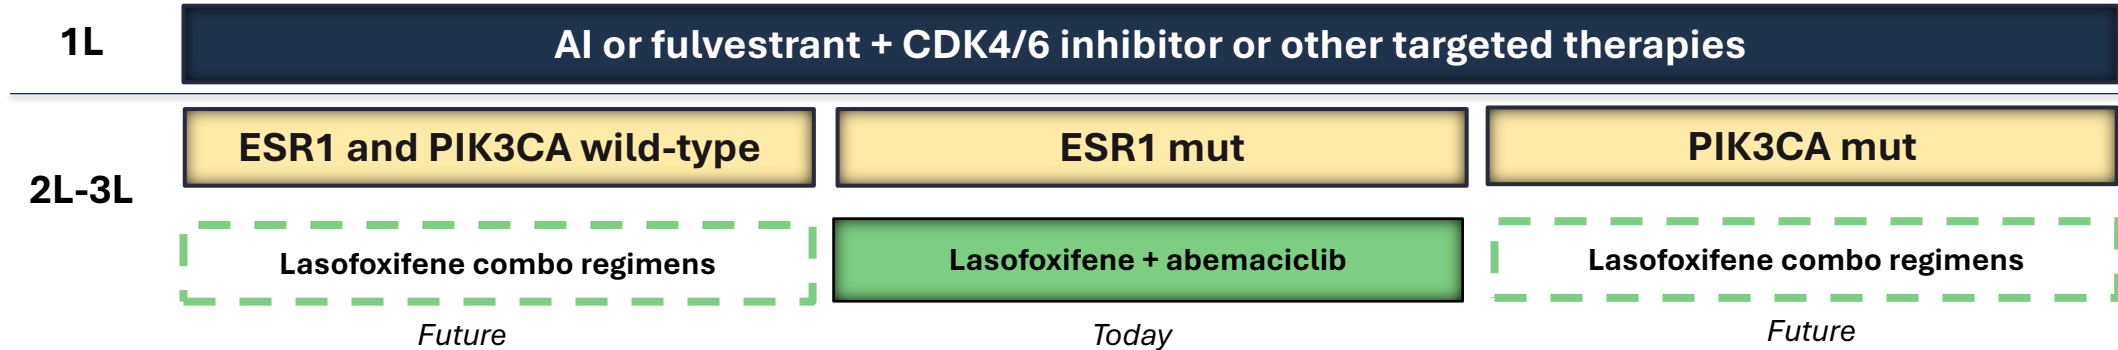 1L
AI or fulvestrant + CDK4/6 inhibitor or other targeted therapies
2L-3L
ESR1 and PIK3CA wild-type
ESR1 mut
PIK3CA mut
Lasofoxifene combo regimens
Lasofoxifene + abemaciclib
Lasofoxifene combo regimens
Future
Today
Future